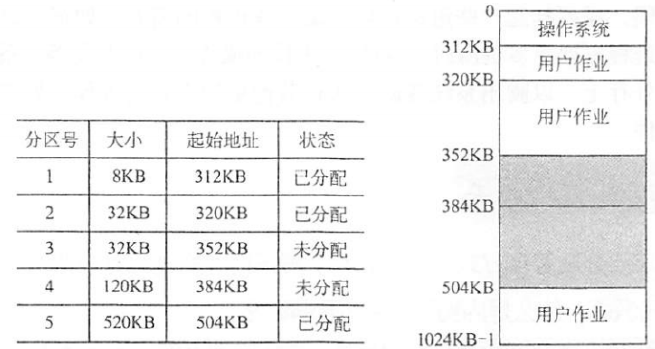 分区号 大小 起始地址 状态
1 8KB 312KB 已分配
2 32KB 320KB 已分配
3 32KB 352KB 未分配
4 120KB 384KB 未分配
5 520KB 504KB 已分配
0
操作系统
312KB
用户作业
320KB
用户作业
352KB
384KB
504KB
用户作业
1024KB-1